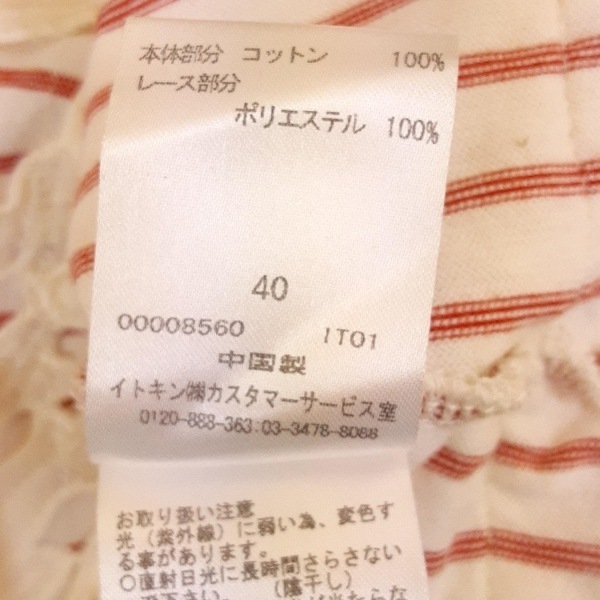 本体部分 コットン 100%
レース部分
ポリエステル 100%
40
00008560 IT01
中国製
イトキン㈱カスタマーサービス室
0120-888-363:03-3478-8088
お取り扱い注意
光（紫外線）に弱い為、変色す
る事があります。
○直射日光に長時間さらさない
（陰干し）